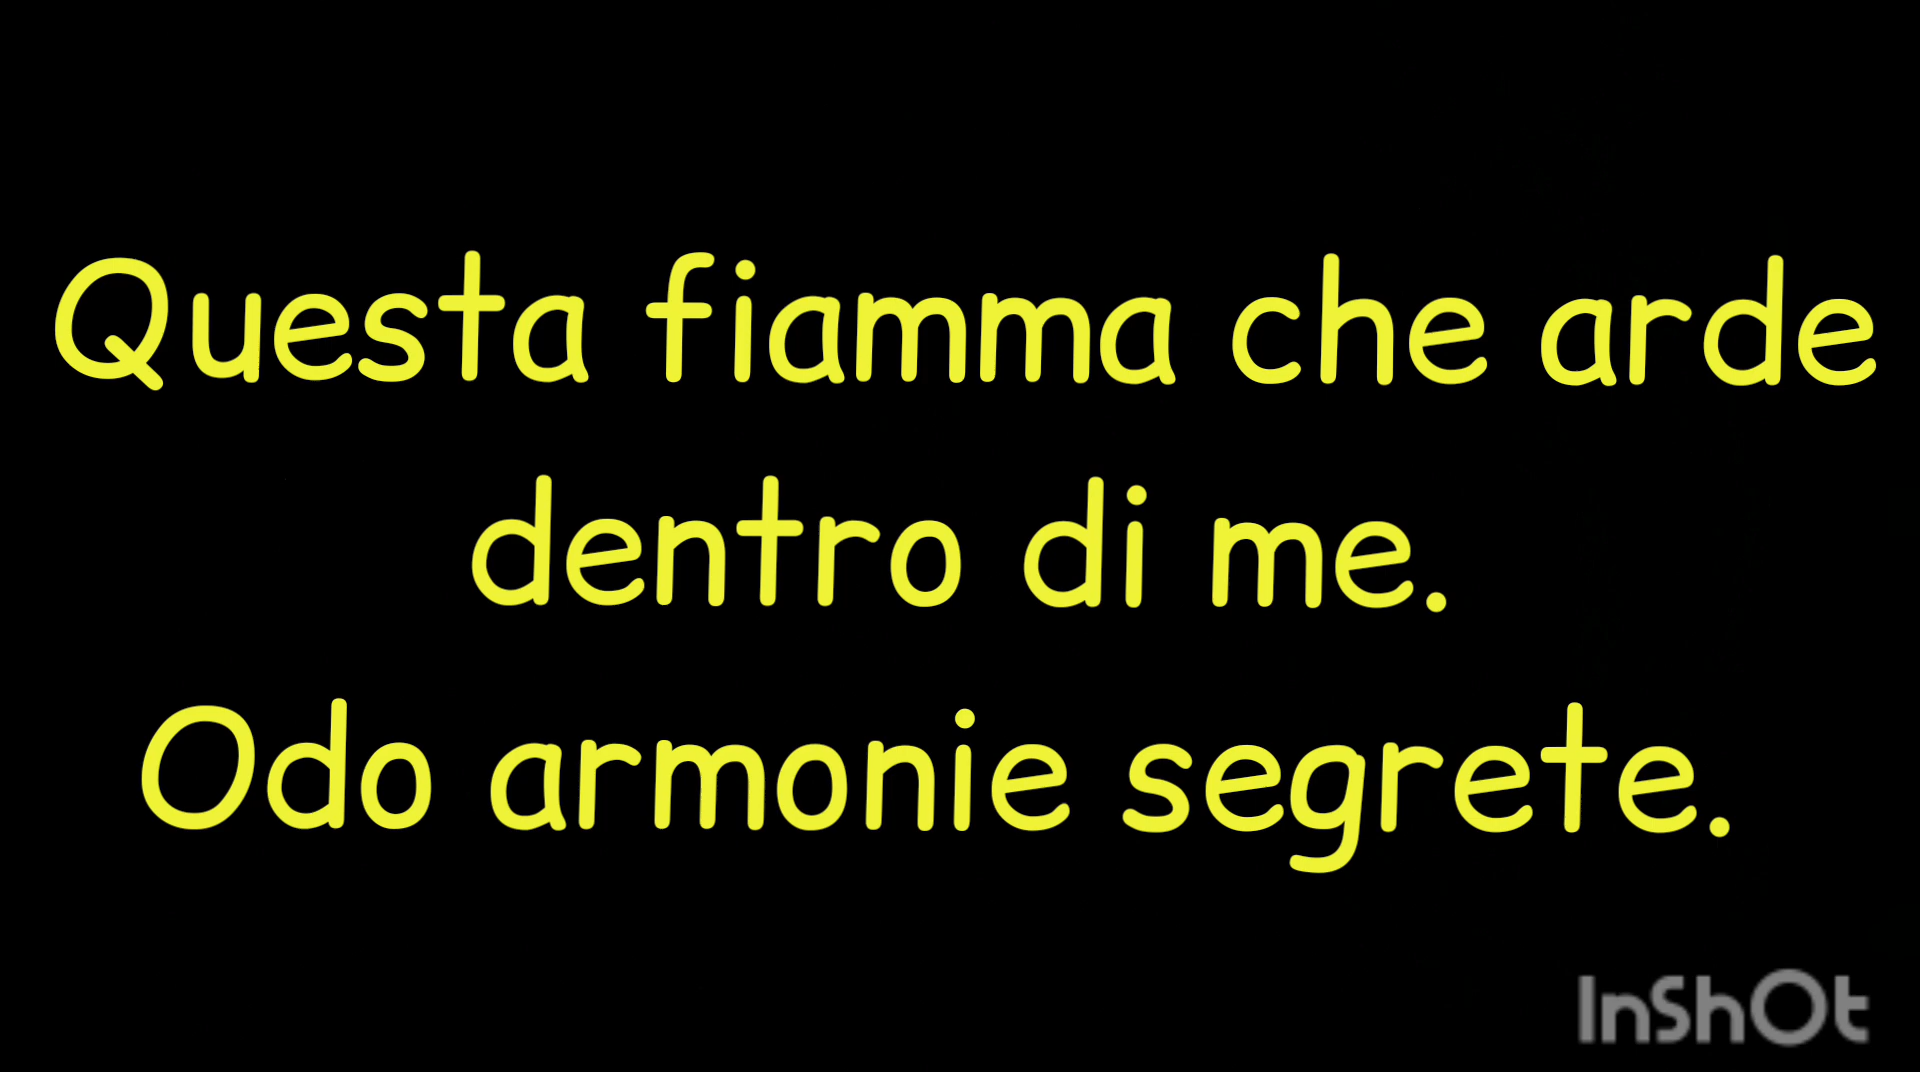 Questa fiamma che arde
dentro di me.
Odo armonie segrete.
InShOt